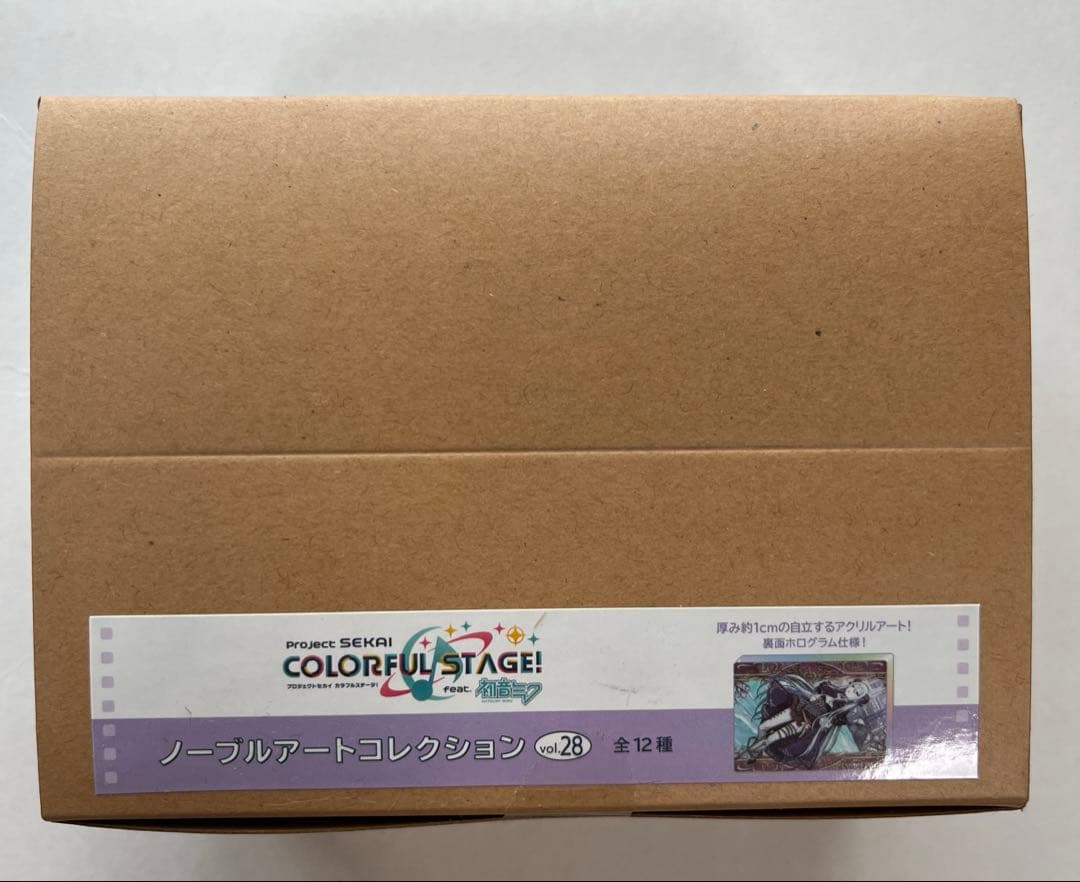 Project SEKAI
COLORFUL STAGE!
プロジェクトセカイ カラフルステージ!
feat. 初音ミク
HATSUNE MIKU
厚み約1cmの自立するアクリルアート!
裏面ホログラム仕様!
ノーブルアートコレクション vol.28 全12種